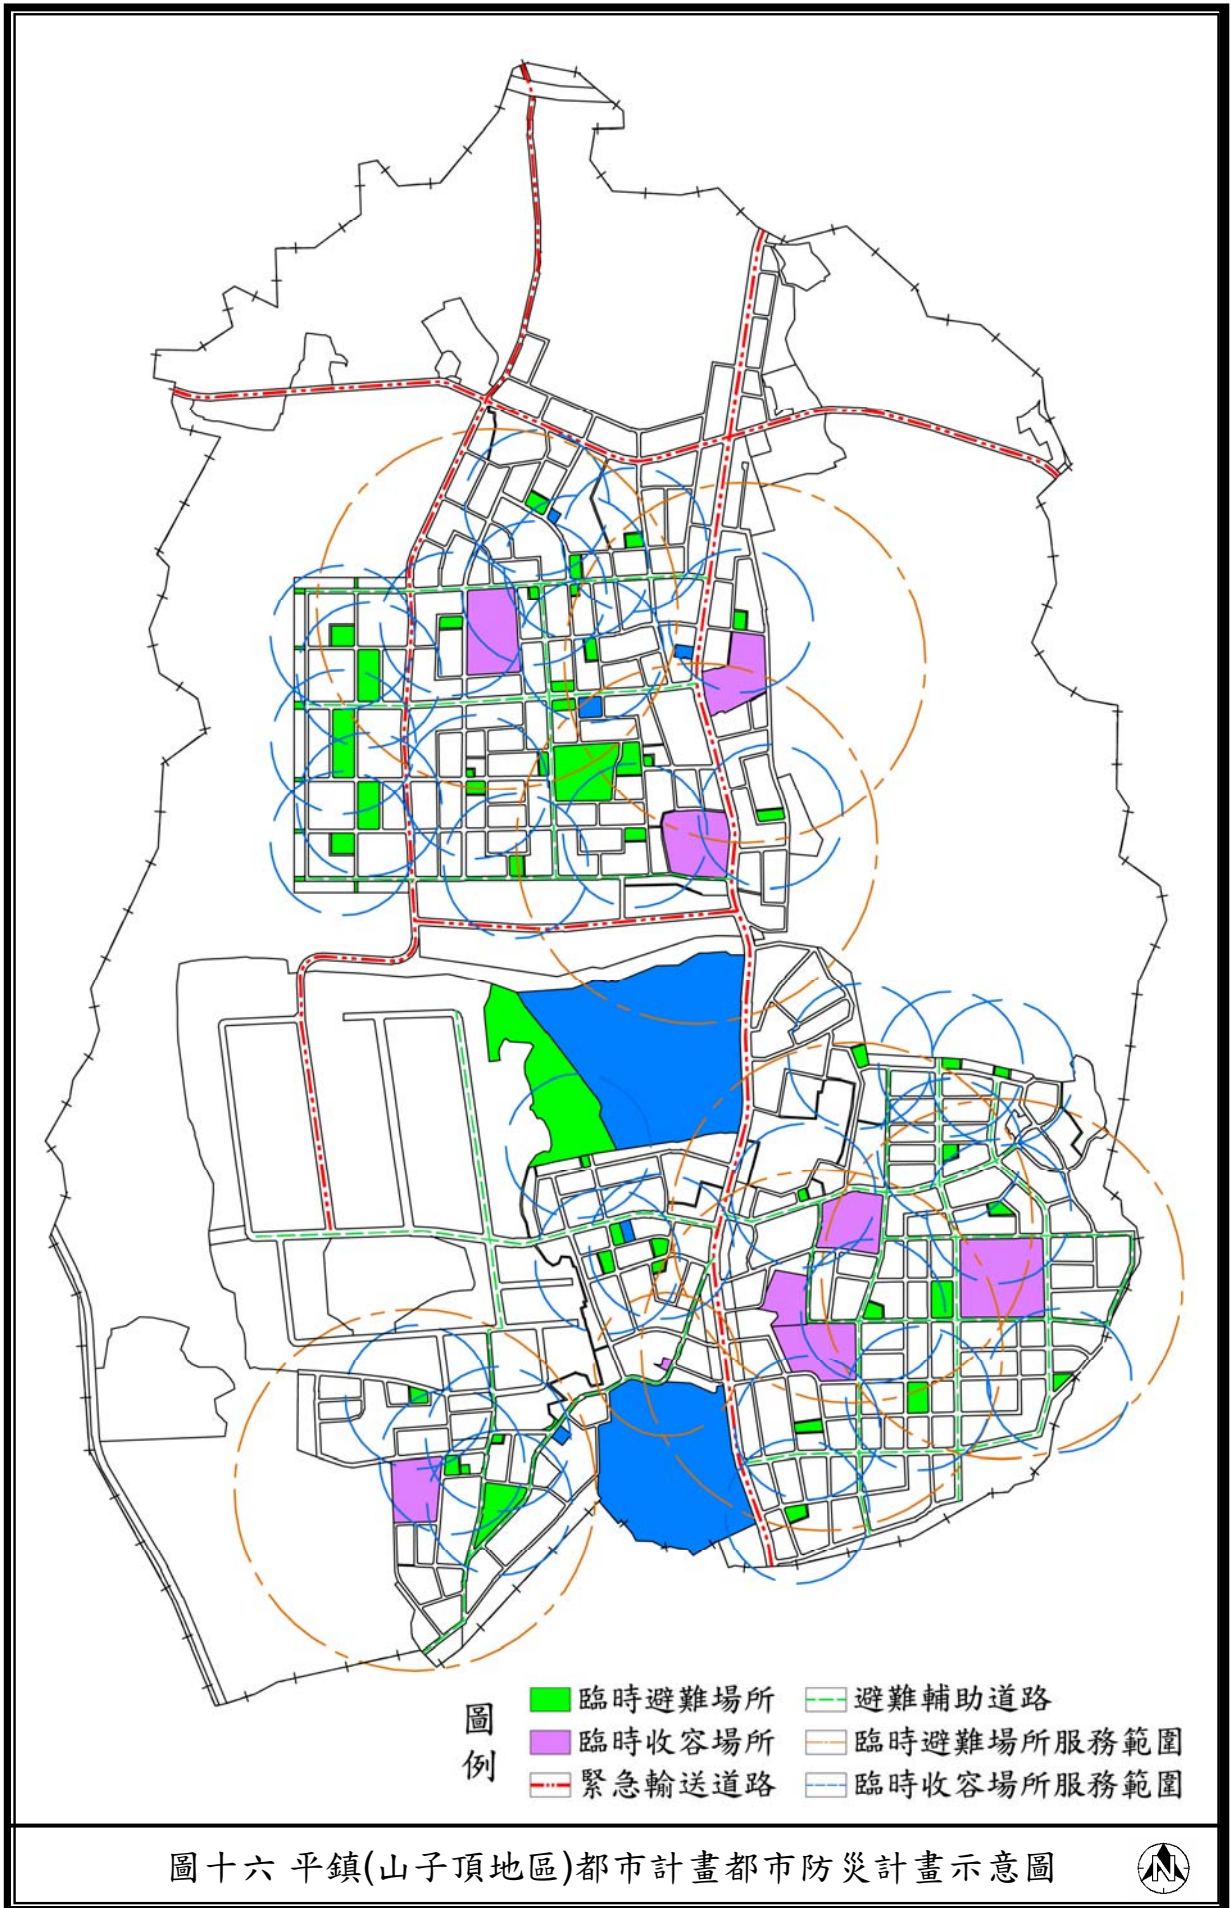 圖例
臨時避難場所
臨時收容場所
緊急輸送道路
避難輔助道路
臨時避難場所服務範圍
臨時收容場所服務範圍
圖十六 平鎮(山子頂地區)都市計畫都市防災計畫示意圖
N